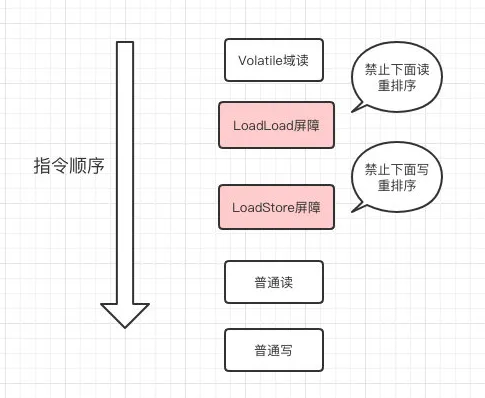 Volatile域读
禁止下面读
重排序
LoadLoad屏障
指令顺序
禁止下面写
重排序
LoadStore屏障
普通读
普通写